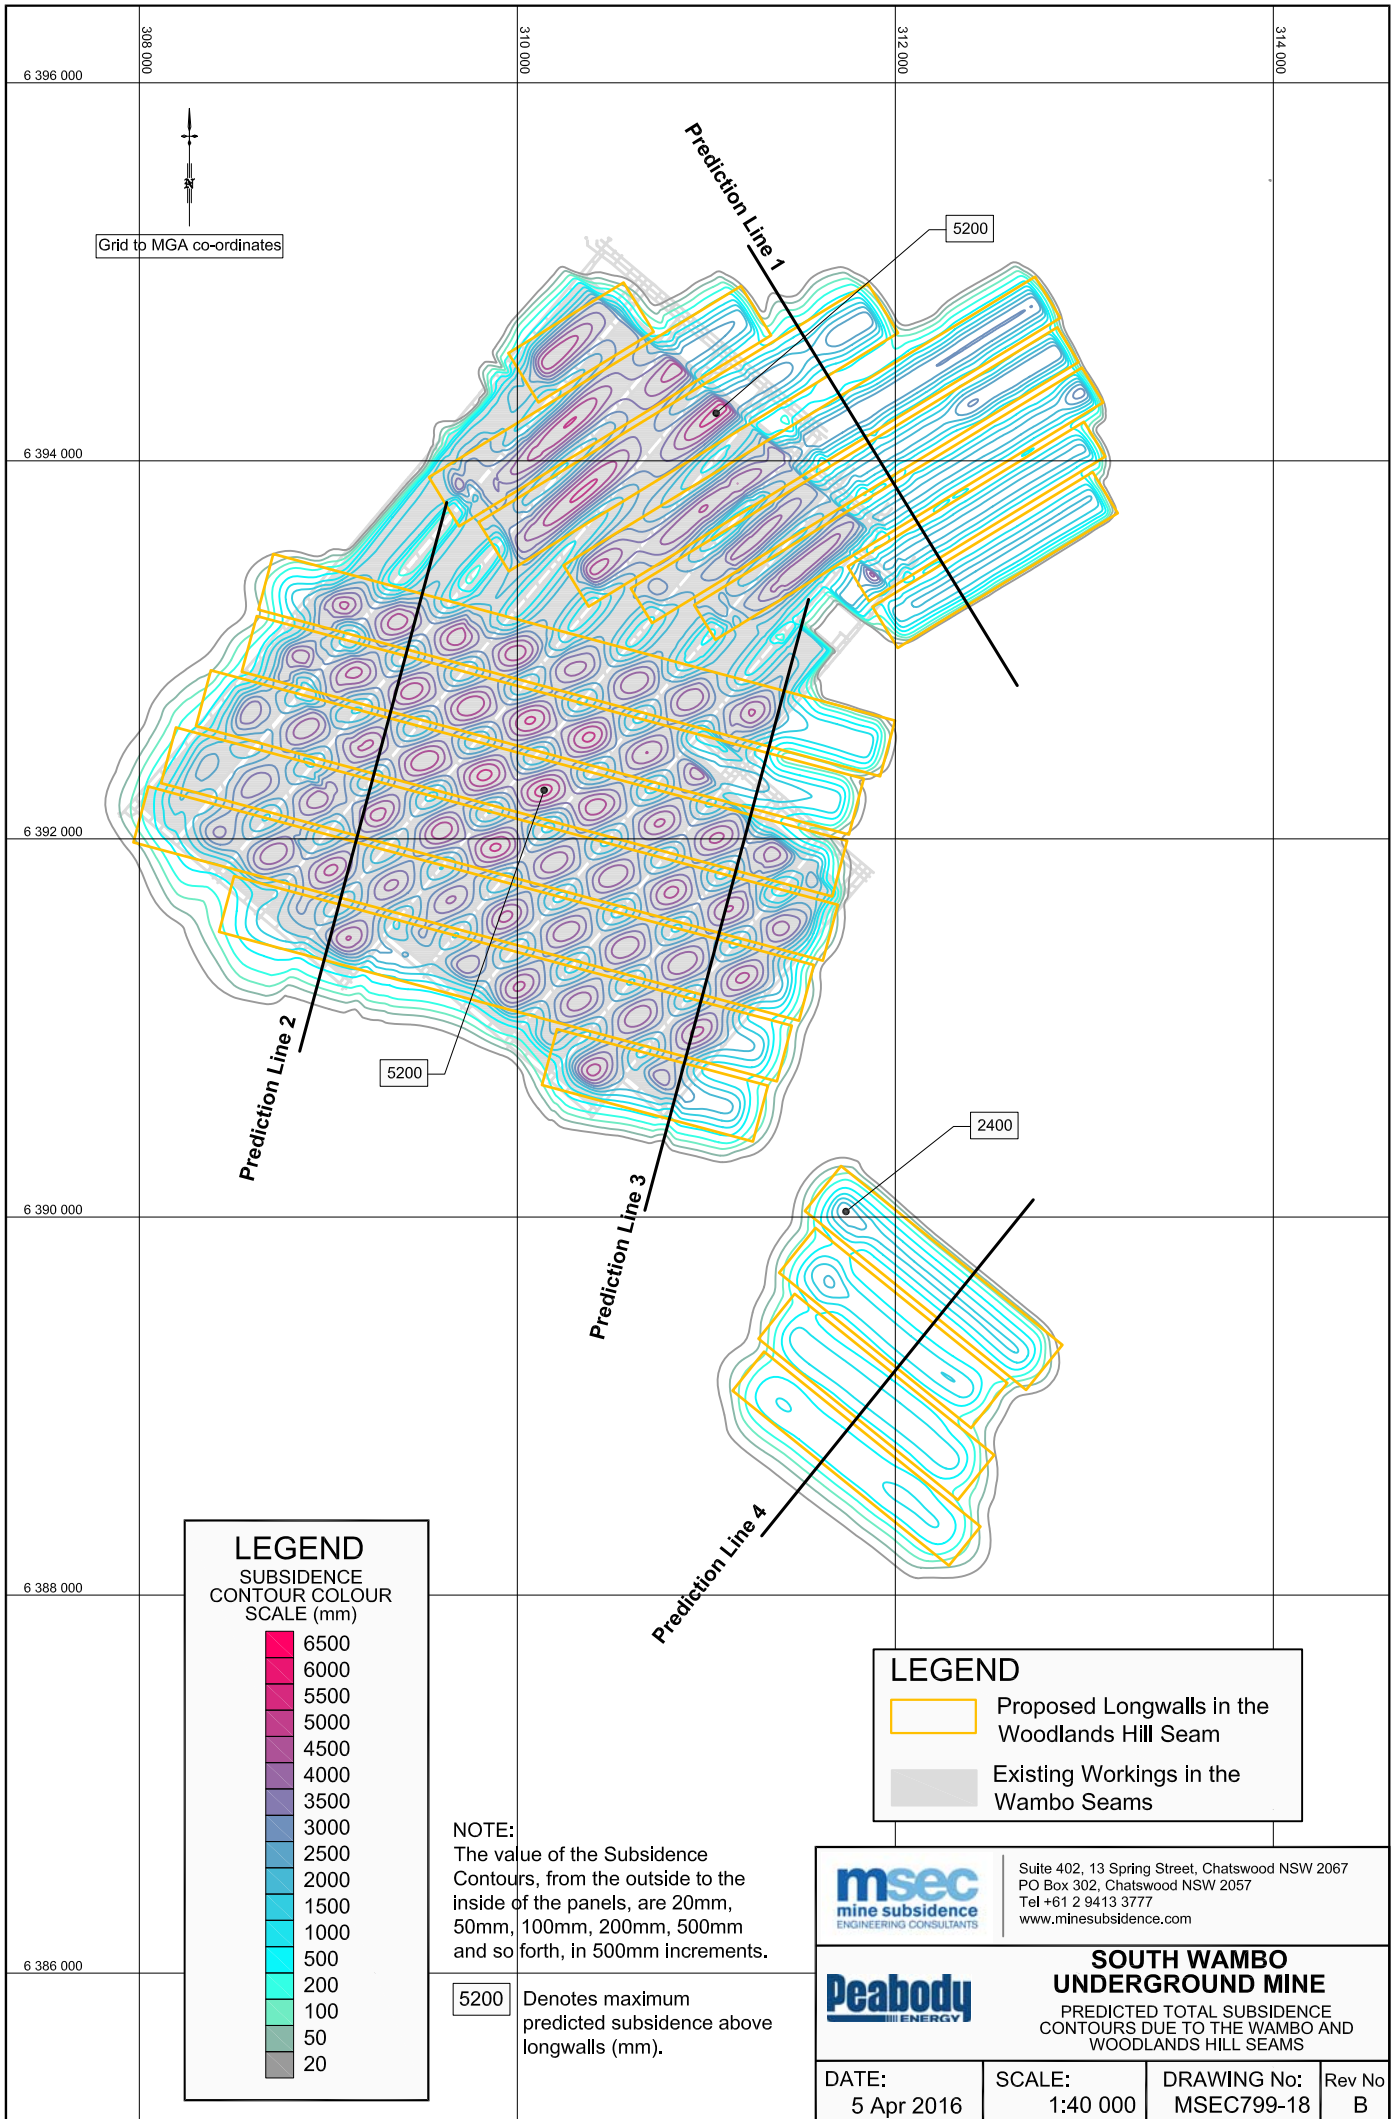 308 000
310 000
312 000
314 000
6 396 000
N
Grid to MGA co-ordinates
Prediction Line 1
5200
6 394 000
6 392 000
Prediction Line 2
5200
Prediction Line 3
2400
6 390 000
Prediction Line 4
6 388 000
6 386 000
LEGEND
SUBSIDENCE
CONTOUR COLOUR
SCALE (mm)
6500
6000
5500
5000
4500
4000
3500
3000
2500
2000
1500
1000
500
200
100
50
20
NOTE:
The value of the Subsidence
Contours, from the outside to the
inside of the panels, are 20mm,
50mm, 100mm, 200mm, 500mm
and so forth, in 500mm increments.
5200 Denotes maximum
predicted subsidence above
longwalls (mm).
LEGEND
Proposed Longwalls in the
Woodlands Hill Seam
Existing Workings in the
Wambo Seams
msec
mine subsidence
ENGINEERING CONSULTANTS
Suite 402, 13 Spring Street, Chatswood NSW 2067
PO Box 302, Chatswood NSW 2057
Tel +61 2 9413 3777
www.minesubsidence.com
Peabody
ENERGY
SOUTH WAMBO
UNDERGROUND MINE
PREDICTED TOTAL SUBSIDENCE
CONTOURS DUE TO THE WAMBO AND
WOODLANDS HILL SEAMS
DATE:
5 Apr 2016
SCALE:
1:40 000
DRAWING No:
MSEC799-18
Rev No
B